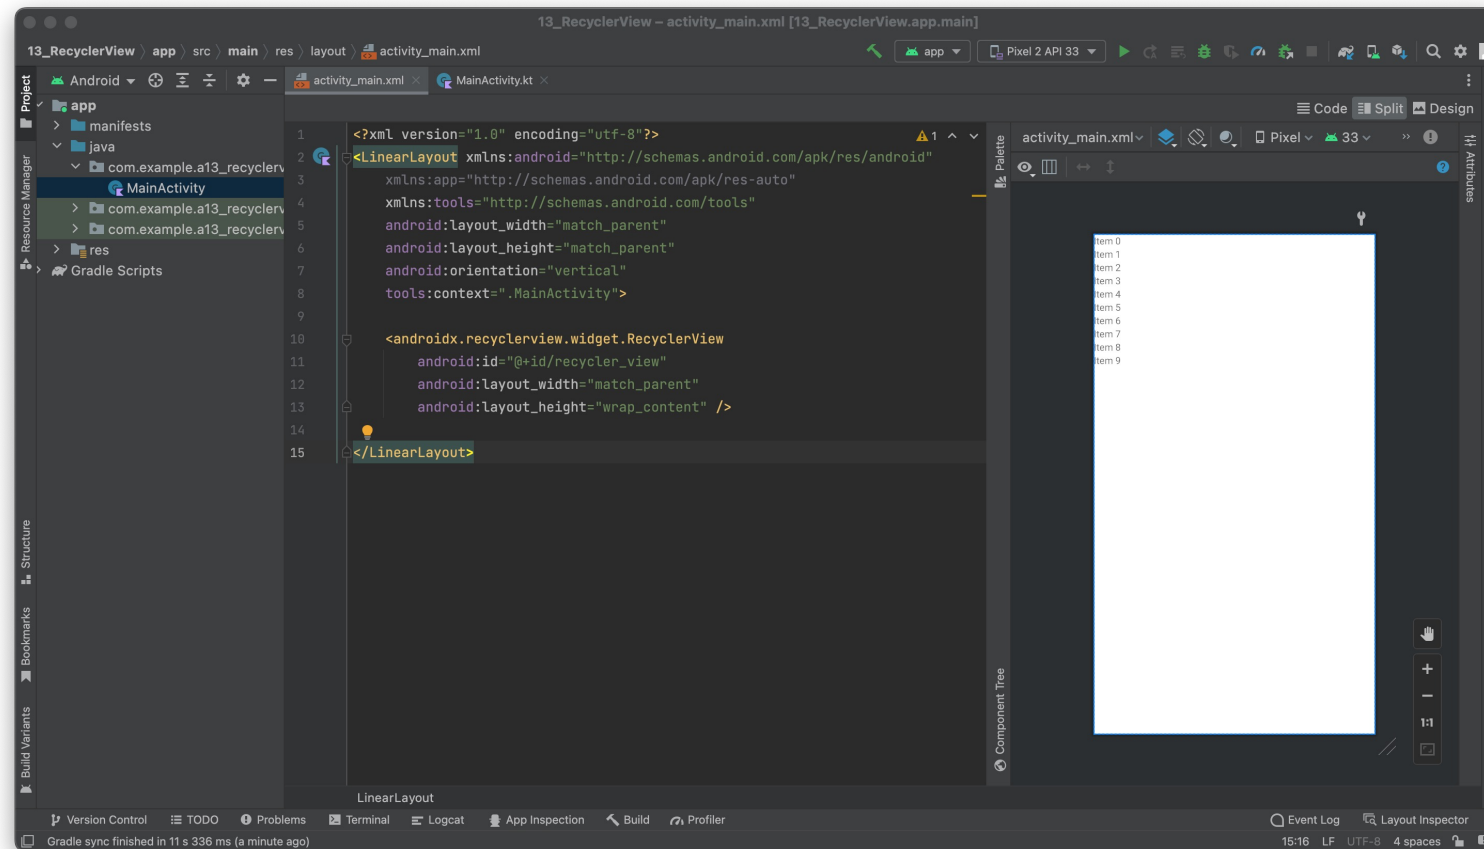 13_RecyclerView – activity_main.xml [13_RecyclerView.app.main]
13_RecyclerView app src main res layout activity_main.xml
app
Pixel 2 API 33
Project
Android
activity_main.xml
MainActivity.kt
Code Split Design
app
manifests
java
com.example.a13_recyclerv
MainActivity
com.example.a13_recyclerv
com.example.a13_recyclerv
res
Gradle Scripts
Resource Manager
Structure
Bookmarks
Build Variants
1 <?xml version="1.0" encoding="utf-8"?>
2 <LinearLayout xmlns:android="http://schemas.android.com/apk/res/android"
3 xmlns:app="http://schemas.android.com/apk/res-auto"
4 xmlns:tools="http://schemas.android.com/tools"
5 android:layout_width="match_parent"
6 android:layout_height="match_parent"
7 android:orientation="vertical"
8 tools:context=".MainActivity">
9
10 <androidx.recyclerview.widget.RecyclerView
11 android:id="@+id/recycler_view"
12 android:layout_width="match_parent"
13 android:layout_height="wrap_content" />
14
15 </LinearLayout>
1
LinearLayout
Palette
Component Tree
activity_main.xml Pixel 33 »
Attributes
Item 0
Item 1
Item 2
Item 3
Item 4
Item 5
Item 6
Item 7
Item 8
Item 9
1:1
Version Control TODO Problems Terminal Logcat App Inspection Build Profiler Event Log Layout Inspector
Gradle sync finished in 11 s 336 ms (a minute ago) 15:16 LF UTF-8 4 spaces